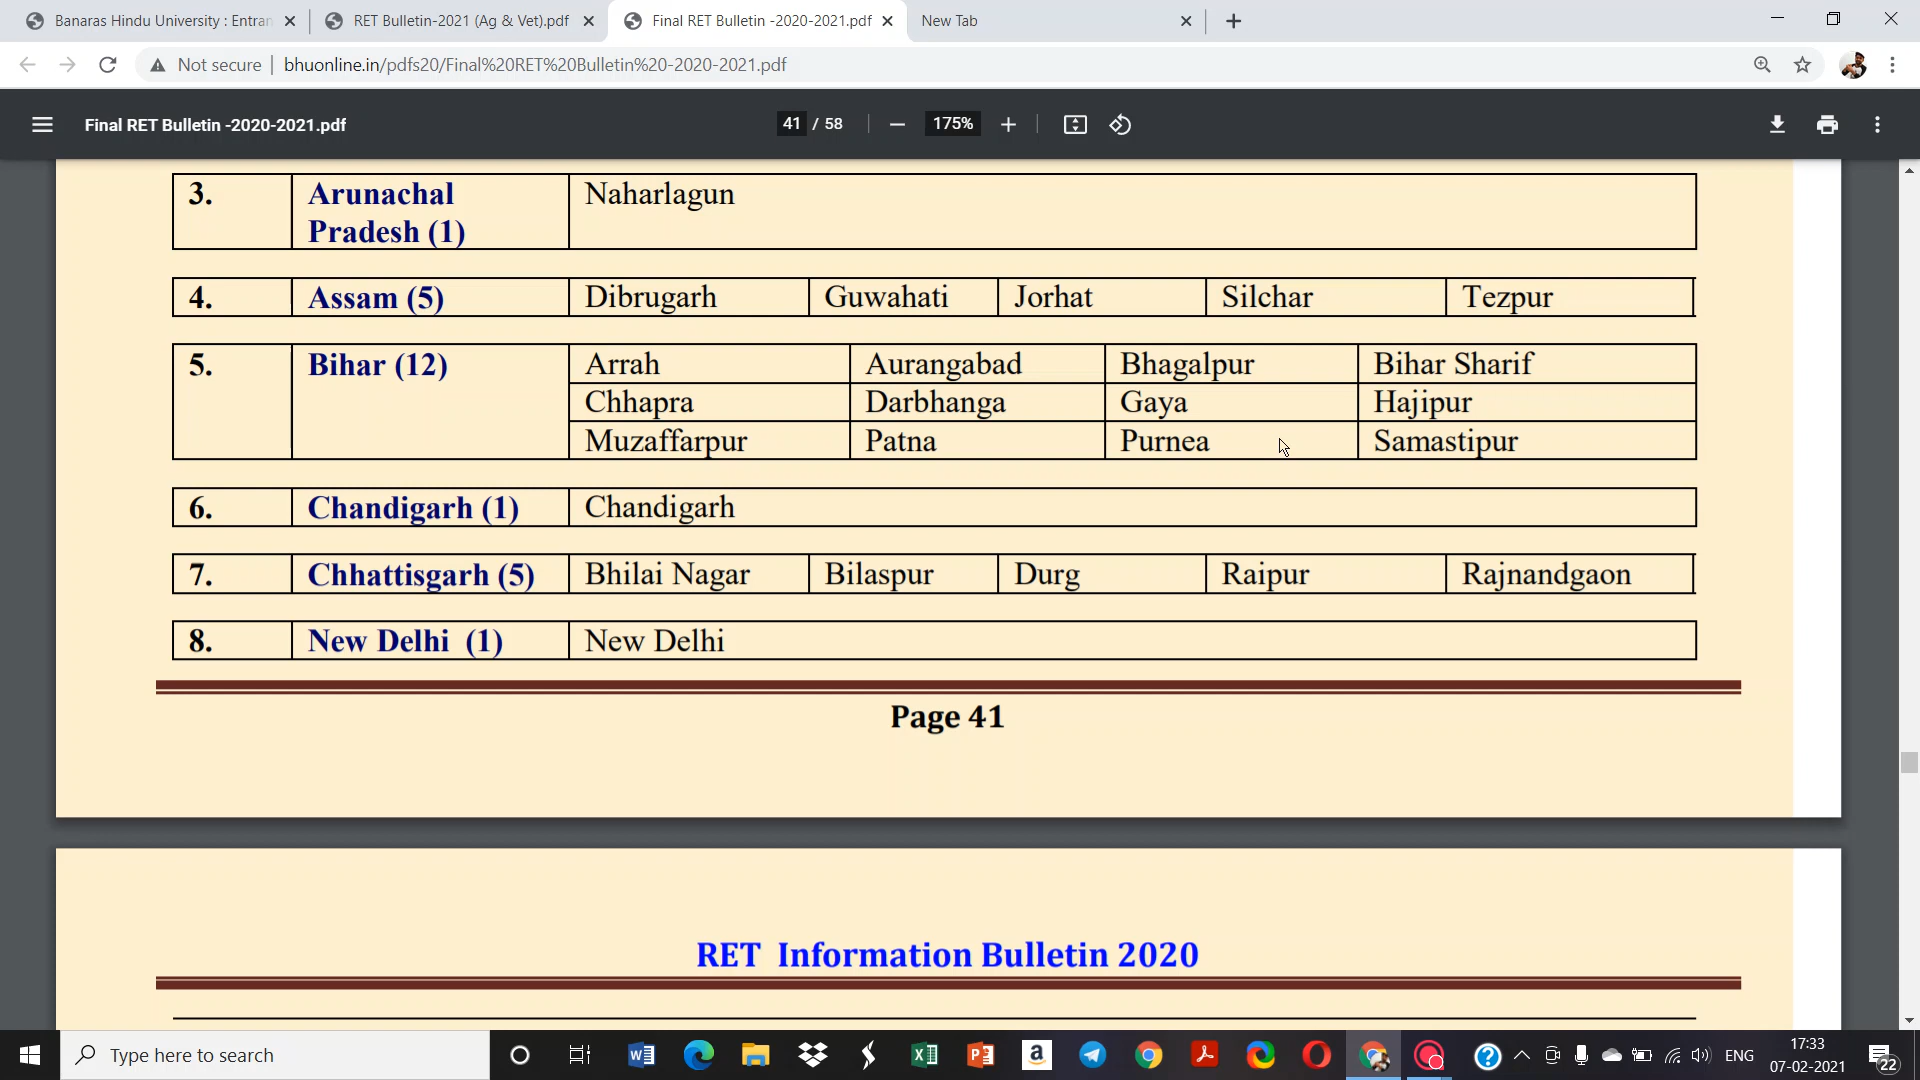 Banaras Hindu University : Entran
RET Bulletin-2021 (Ag & Vet).pdf
Final RET Bulletin -2020-2021.pdf
New Tab
Not secure
bhuonline.in/pdfs20/Final%20RET%20Bulletin%20-2020-2021.pdf
Final RET Bulletin -2020-2021.pdf
41 / 58
175%
3. Arunachal Pradesh (1) Naharlagun
4. Assam (5) Dibrugarh Guwahati Jorhat Silchar Tezpur
5. Bihar (12) Arrah Aurangabad Bhagalpur Bihar Sharif
Chhapra Darbhanga Gaya Hajipur
Muzaffarpur Patna Purnea Samastipur
6. Chandigarh (1) Chandigarh
7. Chhattisgarh (5) Bhilai Nagar Bilaspur Durg Raipur Rajnandgaon
8. New Delhi (1) New Delhi
Page 41
RET Information Bulletin 2020
Type here to search
ENG
17:33
07-02-2021
22